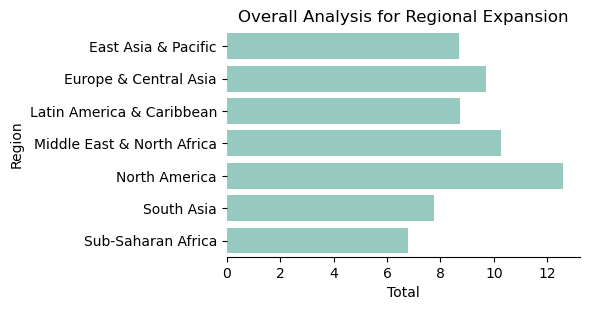 Overall Analysis for Regional Expansion
Region
East Asia & Pacific
Europe & Central Asia
Latin America & Caribbean
Middle East & North Africa
North America
South Asia
Sub-Saharan Africa
0 2 4 6 8 10 12
Total